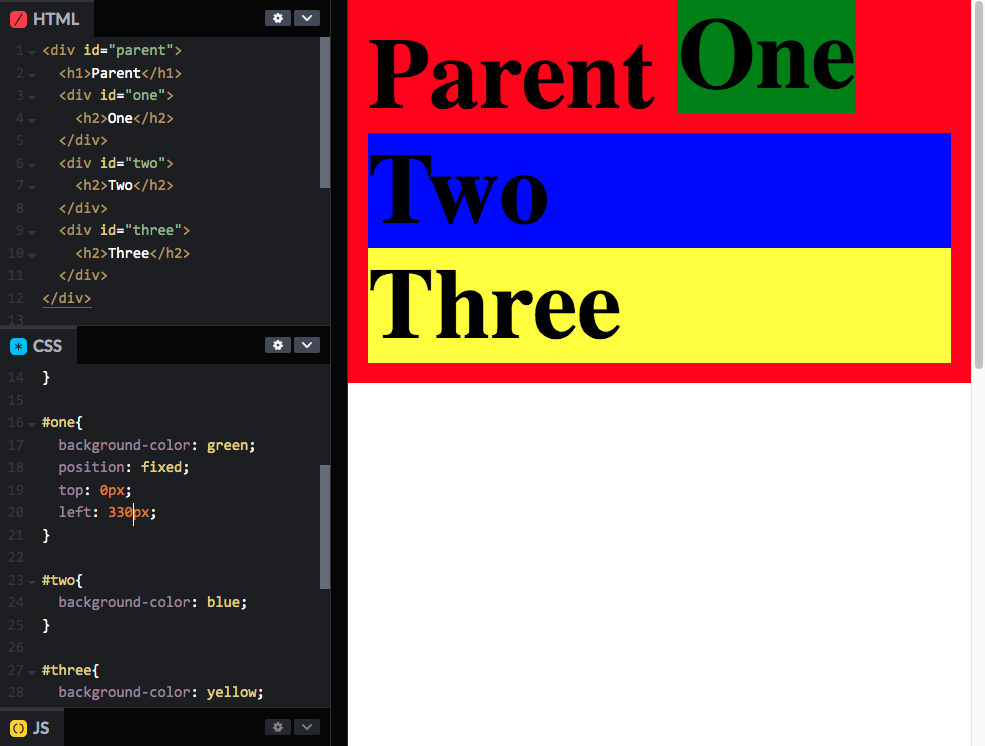 HTML
1 <div id="parent">
2 <h1>Parent</h1>
3 <div id="one">
4 <h2>One</h2>
5 </div>
6 <div id="two">
7 <h2>Two</h2>
8 </div>
9 <div id="three">
10 <h2>Three</h2>
11 </div>
12 </div>
13
CSS
14 }
15
16 #one{
17 background-color: green;
18 position: fixed;
19 top: 0px;
20 left: 330px;
21 }
22
23 #two{
24 background-color: blue;
25 }
26
27 #three{
28 background-color: yellow;
JS
Parent One
Two
Three